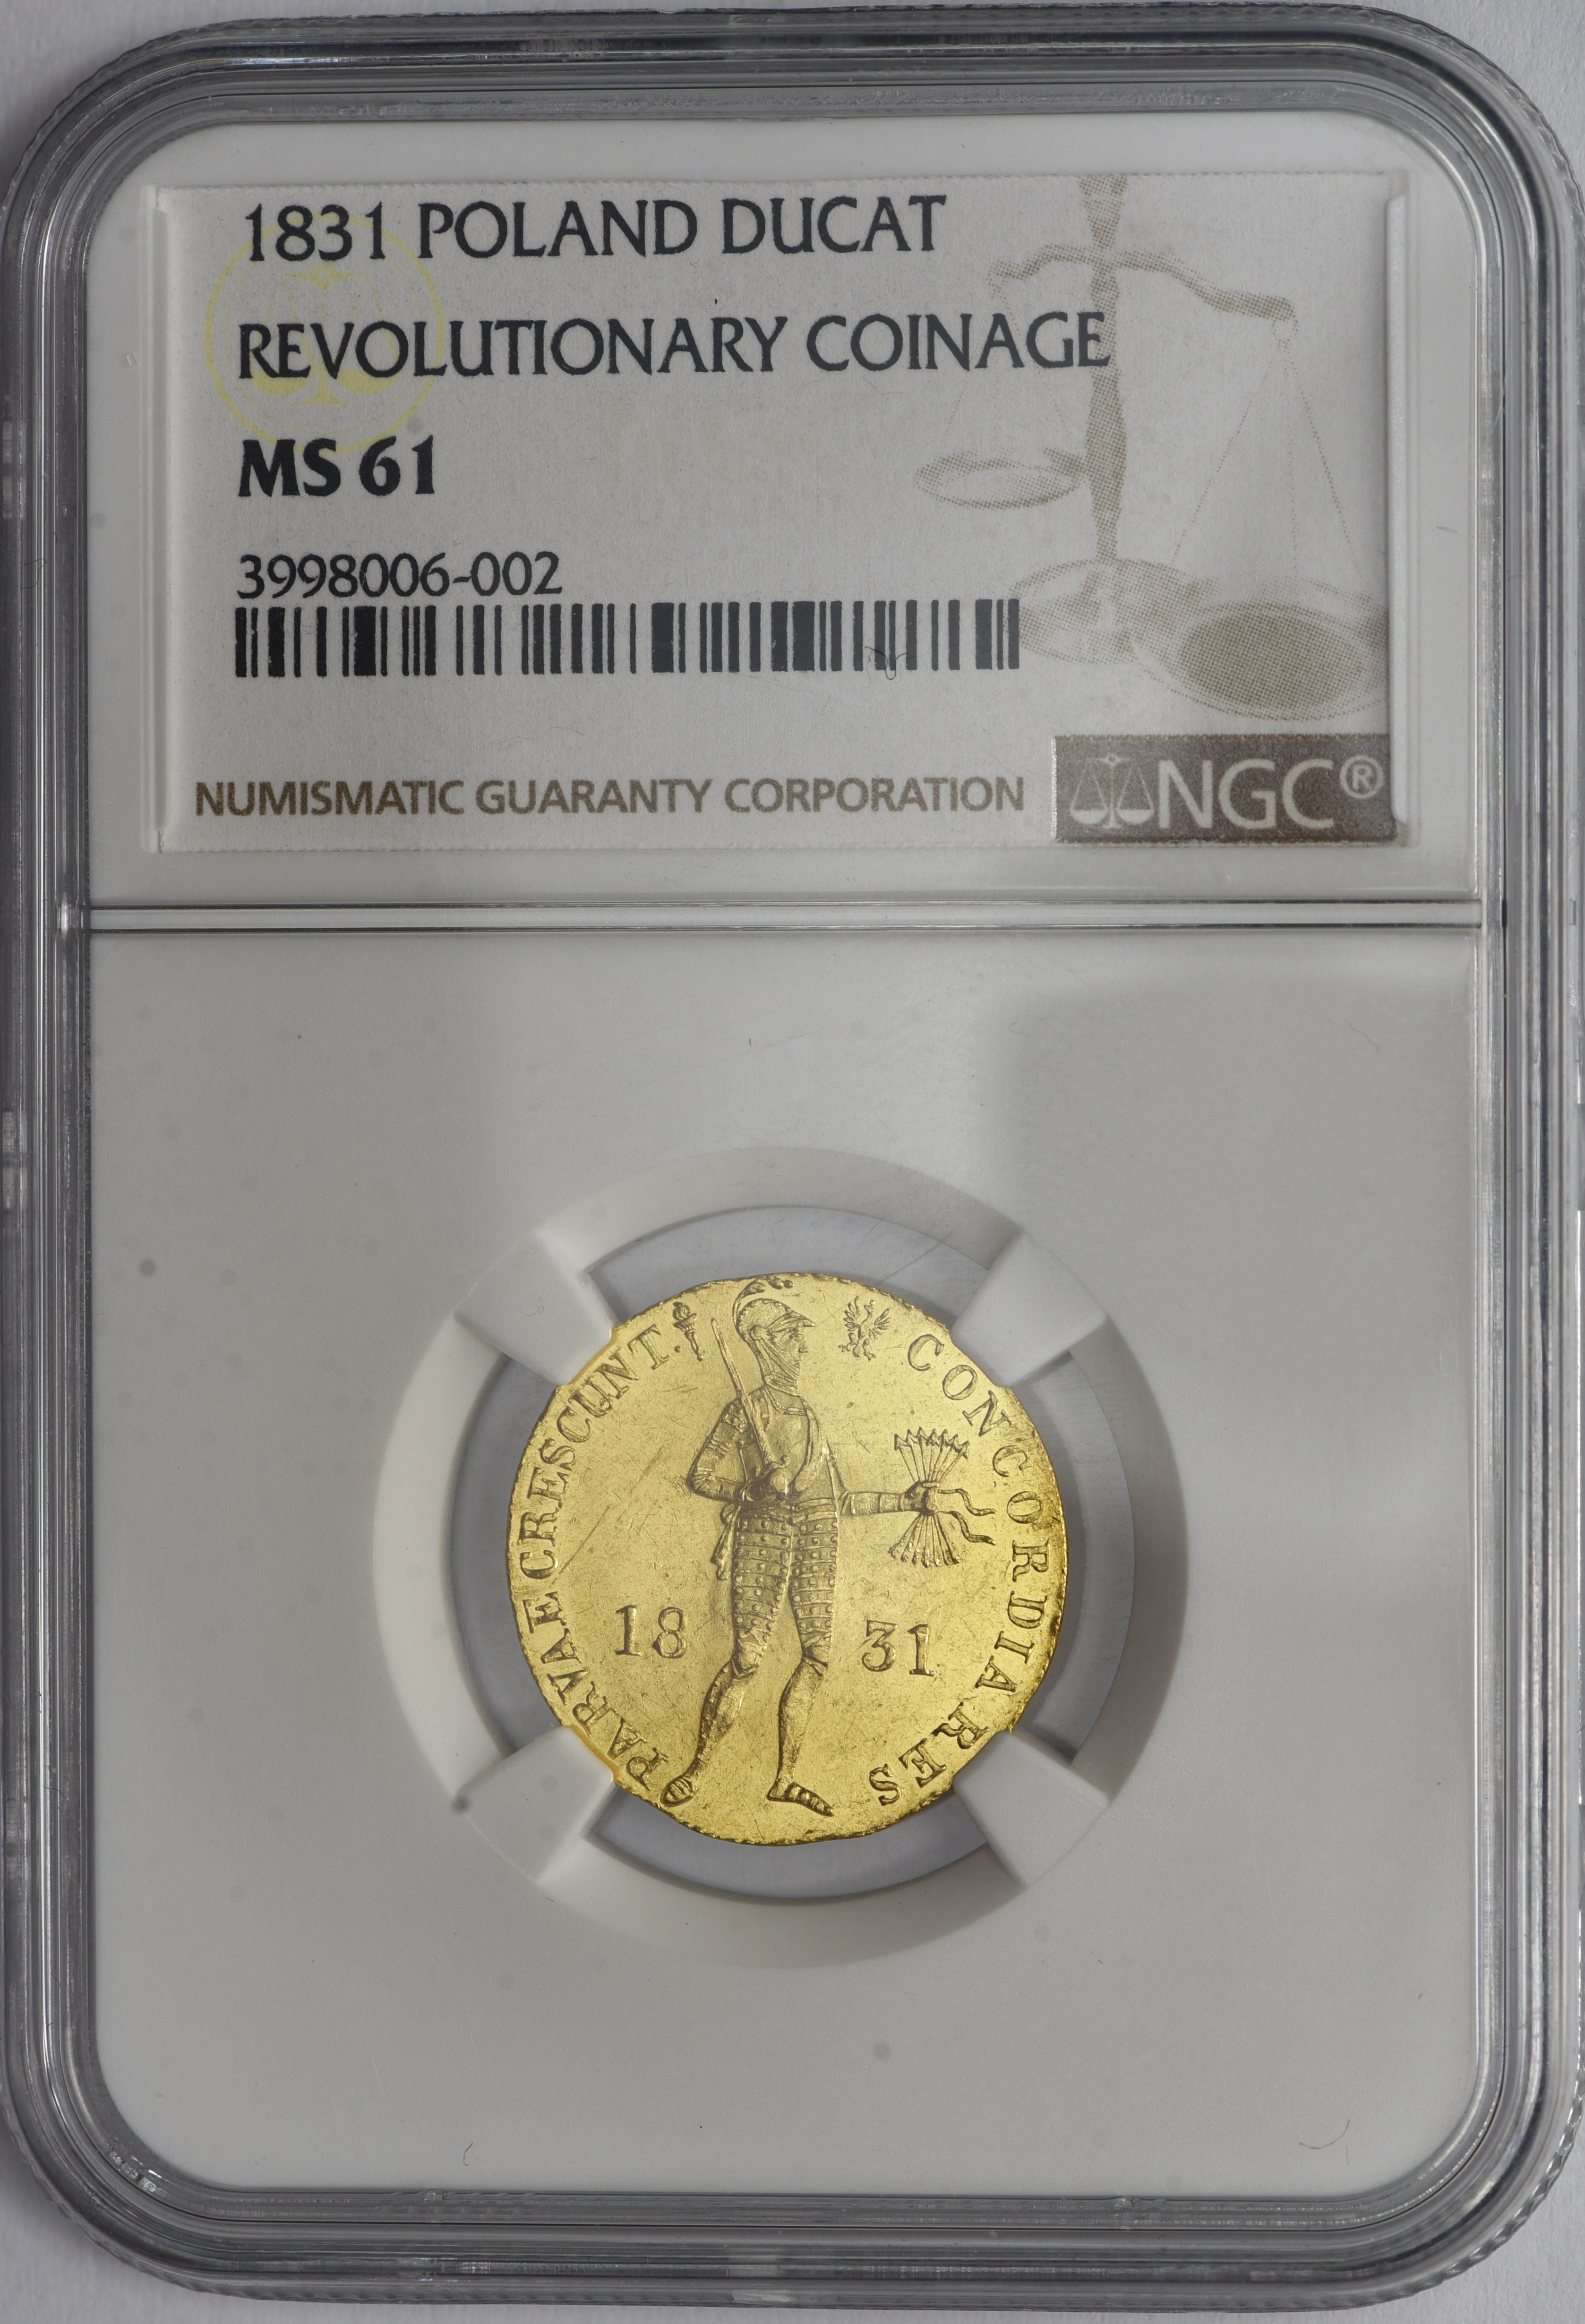 1831 POLAND DUCAT
REVOLUTIONARY COINAGE
MS 61
3998006-002
NUMISMATIC GUARANTY CORPORATION
NGC®
CONCORDIA RES
PARVAE CRESCUNT.
18 31